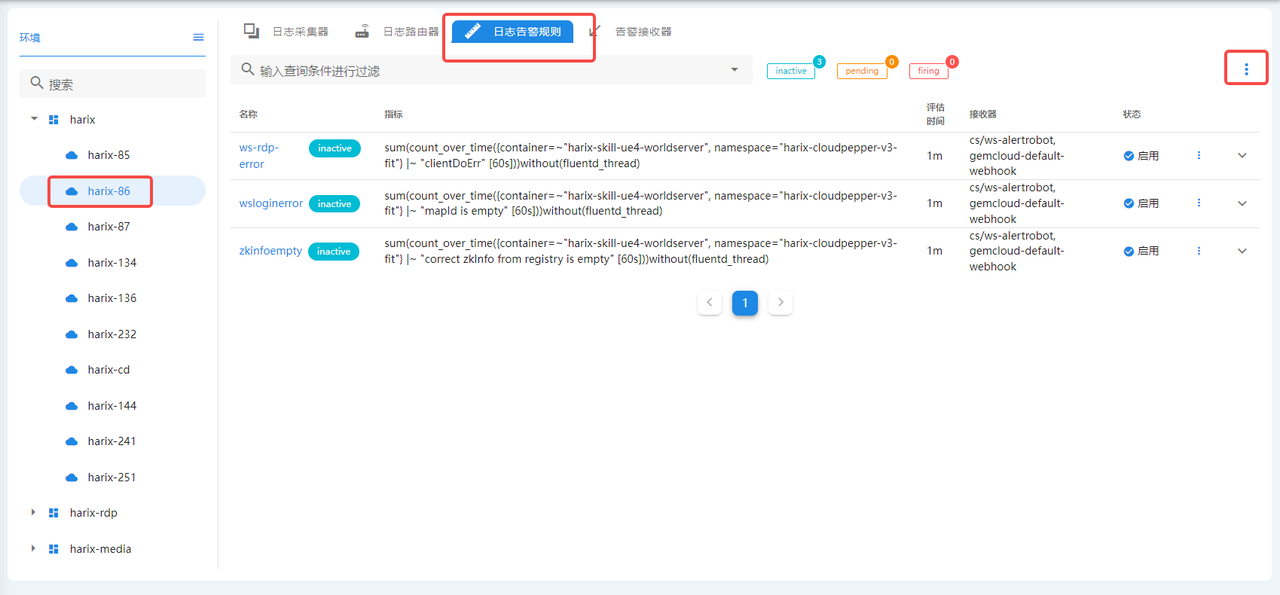 环境
搜索
harix
harix-85
harix-86
harix-87
harix-134
harix-136
harix-232
harix-cd
harix-144
harix-241
harix-251
harix-rdp
harix-media
日志采集器 日志路由器 日志告警规则 告警接收器
输入查询条件进行过滤 inactive 3 pending 0 firing 0
名称 指标 评估时间 接收器 状态
ws-rdp-error inactive
sum(count_over_time({container=~"harix-skill-ue4-worldserver", namespace="harix-cloudpepper-v3-
fit"} |~ "clientDoErr" [60s]))without(fluentd_thread)
1m
cs/ws-alertrobot,
gemcloud-default-
webhook
启用
wsloginerror inactive
sum(count_over_time({container=~"harix-skill-ue4-worldserver", namespace="harix-cloudpepper-v3-
fit"} |~ "mapId is empty" [60s]))without(fluentd_thread)
1m
cs/ws-alertrobot,
gemcloud-default-
webhook
启用
zkinfoempty inactive
sum(count_over_time({container=~"harix-skill-ue4-worldserver", namespace="harix-cloudpepper-v3-
fit"} |~ "correct zkInfo from registry is empty" [60s]))without(fluentd_thread)
1m
cs/ws-alertrobot,
gemcloud-default-
webhook
启用
1